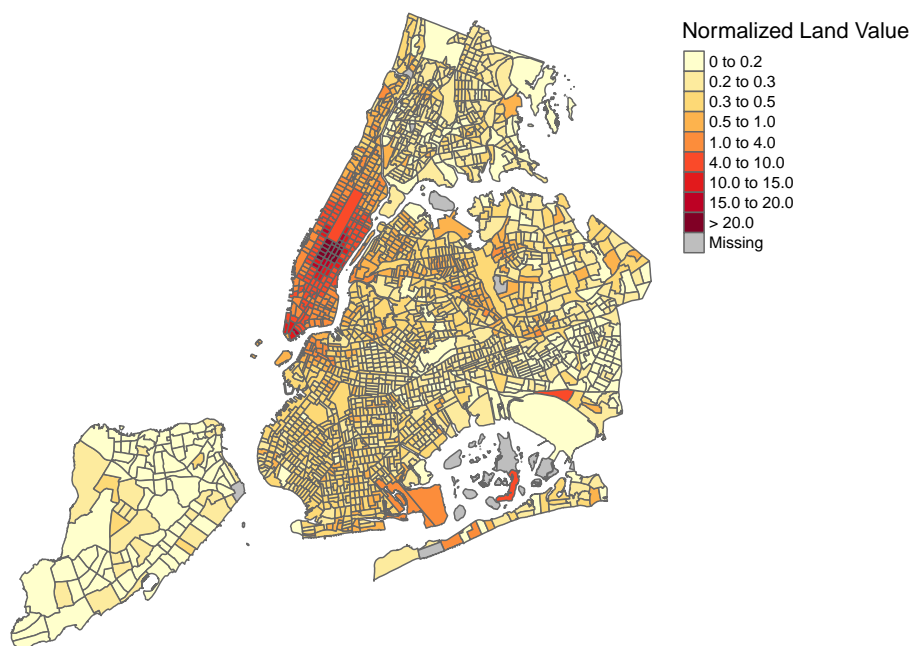 Normalized Land Value
0 to 0.2
0.2 to 0.3
0.3 to 0.5
0.5 to 1.0
1.0 to 4.0
4.0 to 10.0
10.0 to 15.0
15.0 to 20.0
> 20.0
Missing